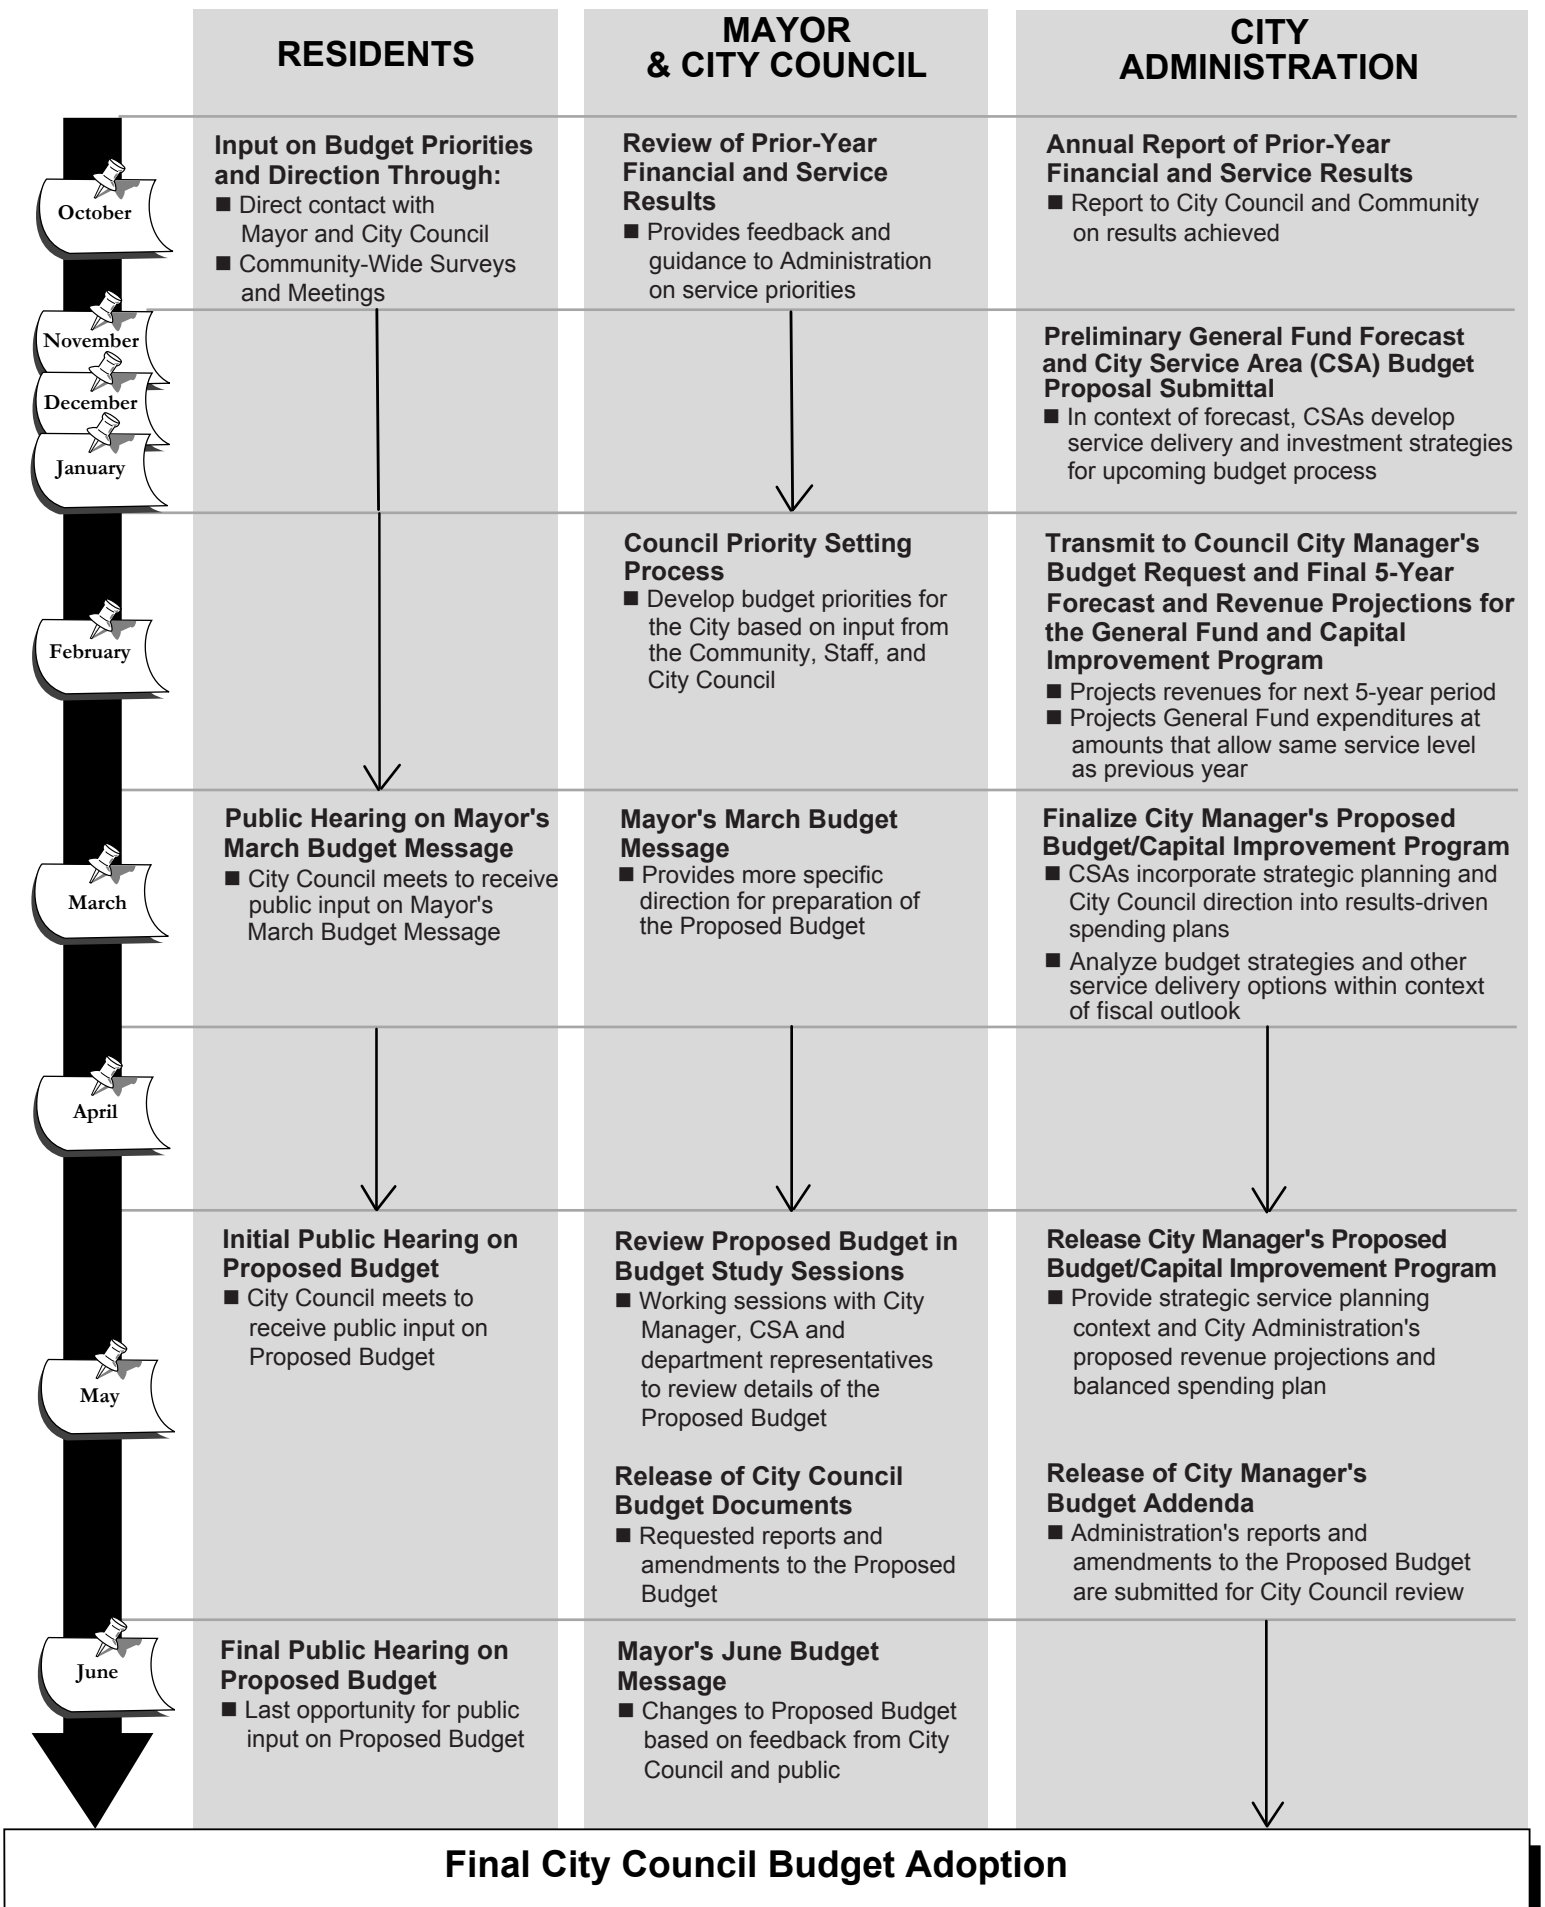 RESIDENTS
MAYOR
& CITY COUNCIL
CITY
ADMINISTRATION
October
Input on Budget Priorities
and Direction Through:
■ Direct contact with
Mayor and City Council
■ Community-Wide Surveys
and Meetings
Review of Prior-Year
Financial and Service
Results
■ Provides feedback and
guidance to Administration
on service priorities
Annual Report of Prior-Year
Financial and Service Results
■ Report to City Council and Community
on results achieved
November
December
January
Preliminary General Fund Forecast
and City Service Area (CSA) Budget
Proposal Submittal
■ In context of forecast, CSAs develop
service delivery and investment strategies
for upcoming budget process
February
Council Priority Setting
Process
■ Develop budget priorities for
the City based on input from
the Community, Staff, and
City Council
Transmit to Council City Manager's
Budget Request and Final 5-Year
Forecast and Revenue Projections for
the General Fund and Capital
Improvement Program
■ Projects revenues for next 5-year period
■ Projects General Fund expenditures at
amounts that allow same service level
as previous year
March
Public Hearing on Mayor's
March Budget Message
■ City Council meets to receive
public input on Mayor's
March Budget Message
Mayor's March Budget
Message
■ Provides more specific
direction for preparation of
the Proposed Budget
Finalize City Manager's Proposed
Budget/Capital Improvement Program
■ CSAs incorporate strategic planning and
City Council direction into results-driven
spending plans
■ Analyze budget strategies and other
service delivery options within context
of fiscal outlook
April
May
Initial Public Hearing on
Proposed Budget
■ City Council meets to
receive public input on
Proposed Budget
Review Proposed Budget in
Budget Study Sessions
■ Working sessions with City
Manager, CSA and
department representatives
to review details of the
Proposed Budget
Release of City Council
Budget Documents
■ Requested reports and
amendments to the Proposed
Budget
Release City Manager's Proposed
Budget/Capital Improvement Program
■ Provide strategic service planning
context and City Administration's
proposed revenue projections and
balanced spending plan
Release of City Manager's
Budget Addenda
■ Administration's reports and
amendments to the Proposed Budget
are submitted for City Council review
June
Final Public Hearing on
Proposed Budget
■ Last opportunity for public
input on Proposed Budget
Mayor's June Budget
Message
■ Changes to Proposed Budget
based on feedback from City
Council and public
Final City Council Budget Adoption